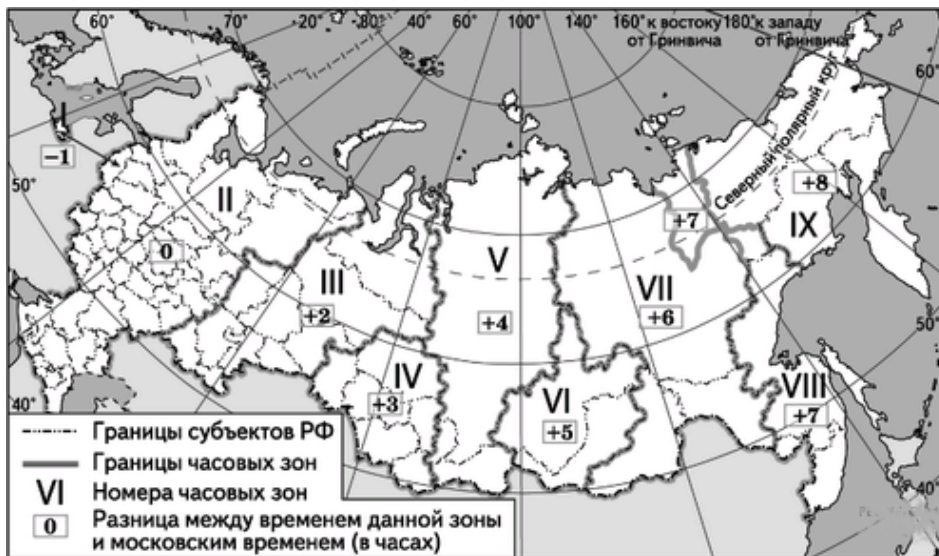 60° 70° 20° 80° 40° 60° 100° 140° 160° к востоку 180° к западу
от Гринвича от Гринвича
60°
Северный полярный круг
I
-1
50°
II
0
III
+2
IV
+3
V
+4
VI
+5
VII
+6
+7
+8
IX
VIII
+7
50°
40°
40°
Границы субъектов РФ
Границы часовых зон
VI Номера часовых зон
0 Разница между временем данной зоны
и московским временем (в часах)